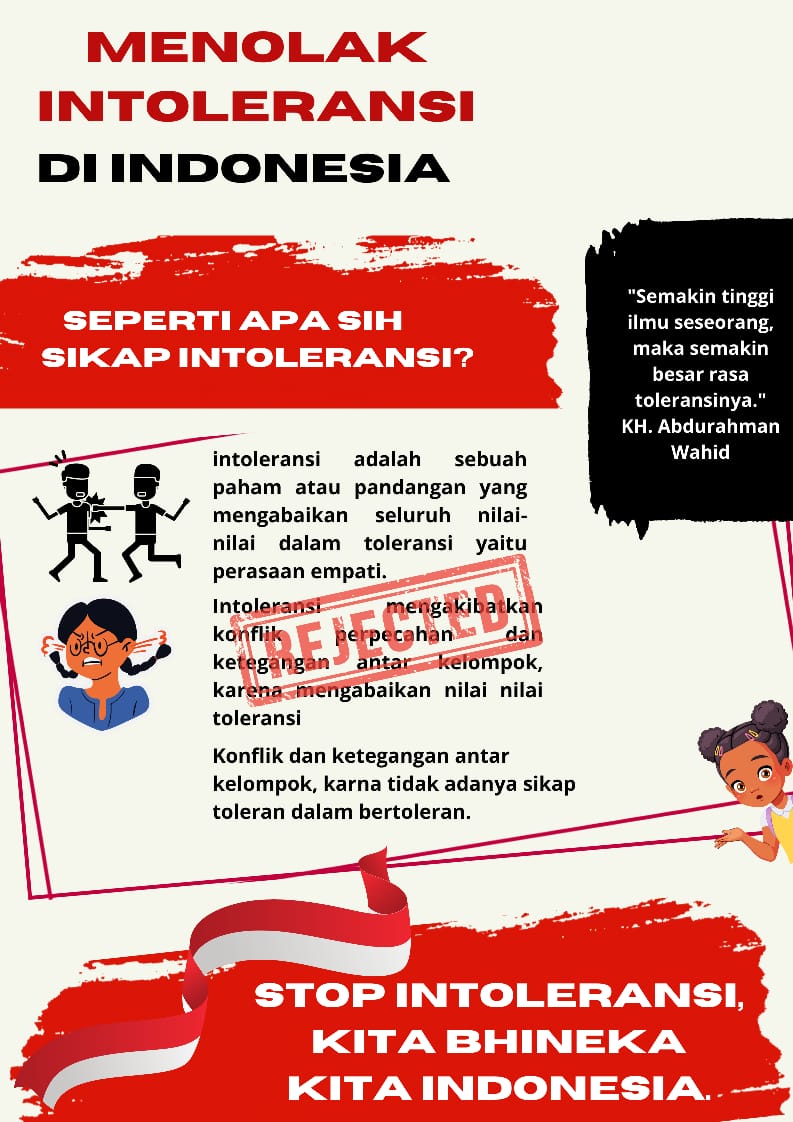 MENOLAK
INTOLERANSI
DI INDONESIA
SEPERTI APA SIH
SIKAP INTOLERANSI?
"Semakin tinggi
ilmu seseorang,
maka semakin
besar rasa
toleransinya."
KH. Abdurahman
Wahid
intoleransi adalah sebuah
paham atau pandangan yang
mengabaikan seluruh nilai-
nilai dalam toleransi yaitu
perasaan empati.
Intoleransi mengakibatkan
konflik perpecahan dan
ketegangan antar kelompok,
karena mengabaikan nilai nilai
toleransi
REJECTED
Konflik dan ketegangan antar
kelompok, karna tidak adanya sikap
toleran dalam bertoleran.
STOP INTOLERANSI,
KITA BHINEKA
KITA INDONESIA.